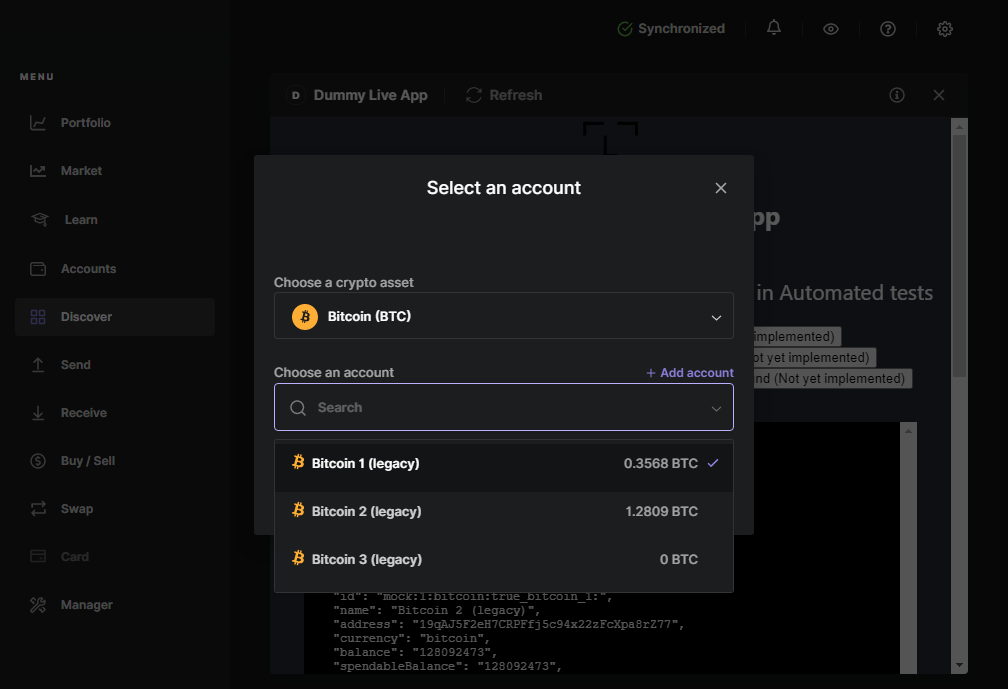 Synchronized
MENU
D Dummy Live App Refresh
Portfolio
Market
Learn
Accounts
Discover
Send
Receive
Buy / Sell
Swap
Card
Manager
Select an account
Choose a crypto asset
Bitcoin (BTC)
Choose an account + Add account
Search
Bitcoin 1 (legacy) 0.3568 BTC
Bitcoin 2 (legacy) 1.2809 BTC
Bitcoin 3 (legacy) 0 BTC
pp
in Automated tests
implemented)
ot yet implemented)
nd (Not yet implemented)
"id": "mock:1:bitcoin:true_bitcoin_1:",
"name": "Bitcoin 2 (legacy)",
"address": "19qAJ5F2eH7CRPFfj5c94x22zFcXpa8rZ77",
"currency": "bitcoin",
"balance": "128092473",
"spendableBalance": "128092473",